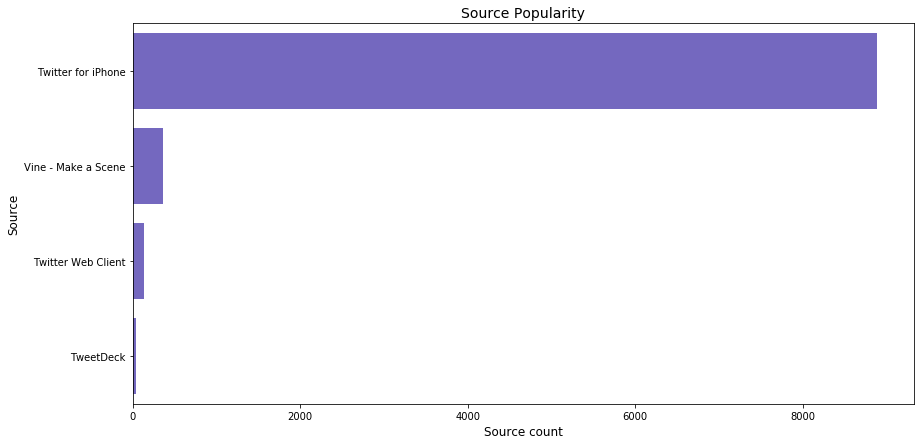 Source Popularity
Source
Twitter for iPhone
Vine - Make a Scene
Twitter Web Client
TweetDeck
0 2000 4000 6000 8000
Source count